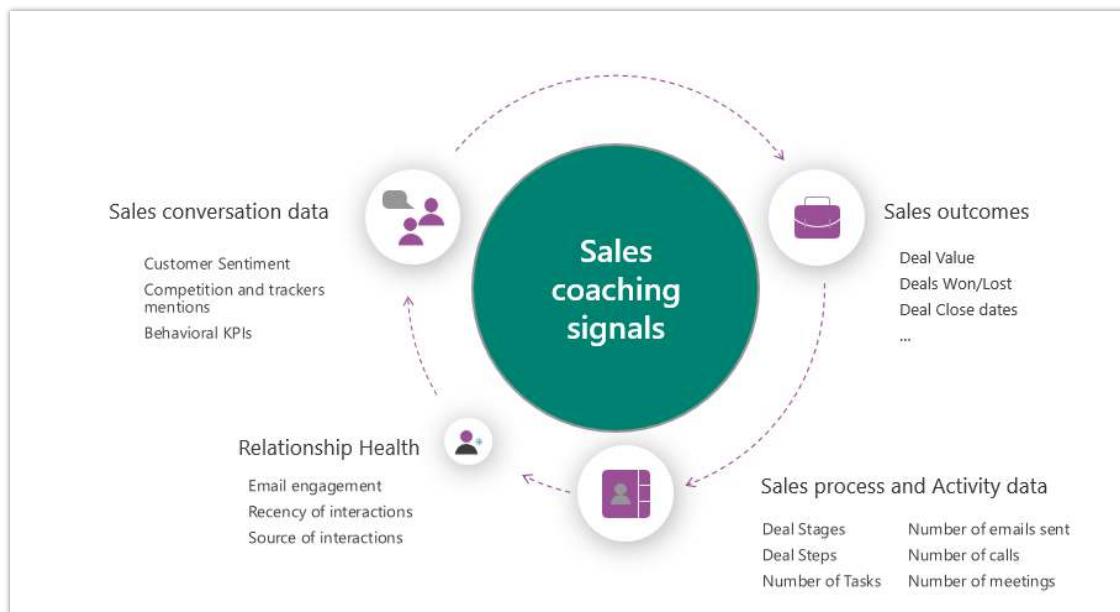 Sales conversation data
Customer Sentiment
Competition and trackers
mentions
Behavioral KPIs
Sales
coaching
signals
Sales outcomes
Deal Value
Deals Won/Lost
Deal Close dates
...
Relationship Health
Email engagement
Recency of interactions
Source of interactions
Sales process and Activity data
Deal Stages
Deal Steps
Number of Tasks
Number of emails sent
Number of calls
Number of meetings